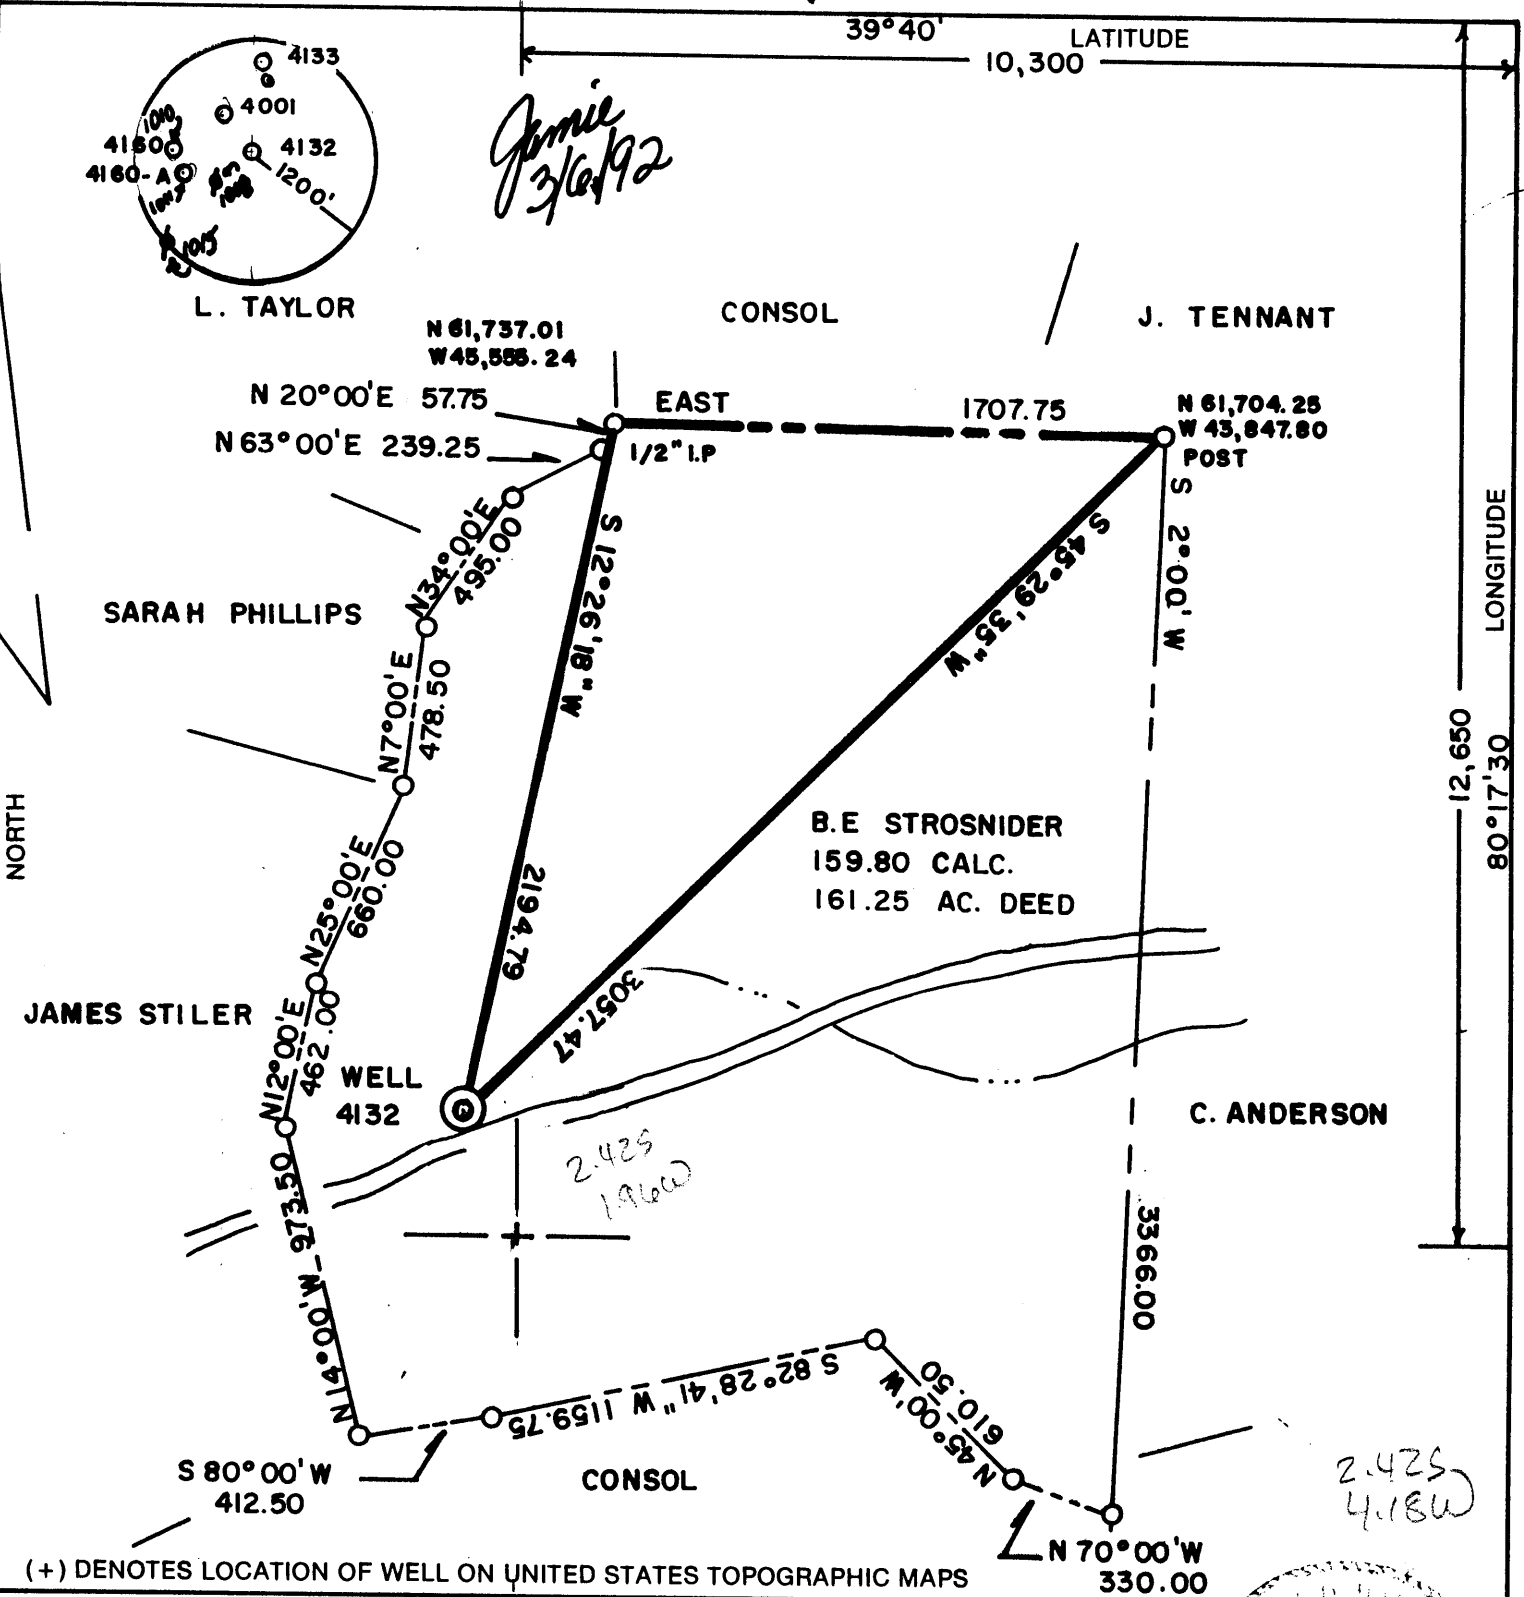 39°40'
LATITUDE
10,300
4133
4001
1010
4160
4132
4160-A
1200'
1015
Jamie
3/6/92
L. TAYLOR
CONSOL
J. TENNANT
N 61,737.01
W 45,555.24
N 20°00'E 57.75
EAST
1707.75
N 61,704.25
W 43,847.80
N 63°00'E 239.25
1/2" I.P
POST
S 2°00' W
N34°00'E
495.00
S 12°26'18" W
S 45°29'35" W
LONGITUDE
SARAH PHILLIPS
N7°00'E
478.50
12,650
80°17'30
NORTH
B.E STROSNIDER
159.80 CALC.
161.25 AC. DEED
N25°00'E
660.00
2194.79
3057.47
JAMES STILER
N12°00'E
462.00
WELL
4132
C. ANDERSON
2.42S
1.96W
N14°00'W 973.50
3366.00
S 82°28'41" W 1159.75
N 45°00'W
610.50
S 80°00'W
412.50
CONSOL
2.42S
4.18W
N 70°00'W
330.00
(+) DENOTES LOCATION OF WELL ON UNITED STATES TOPOGRAPHIC MAPS